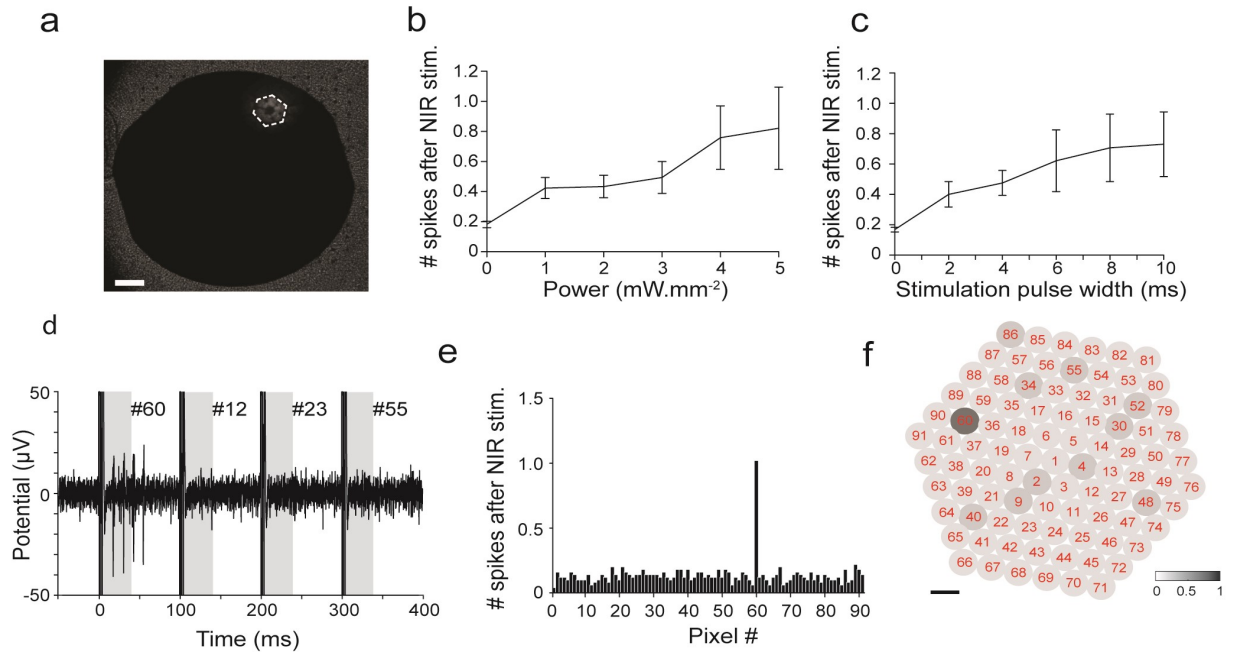 a
b
# spikes after NIR stim.
1.2
1.0
0.8
0.6
0.4
0.2
0
0 1 2 3 4 5
Power (mW.mm-2)
c
# spikes after NIR stim.
1.2
1.0
0.8
0.6
0.4
0.2
0
0 2 4 6 8 10
Stimulation pulse width (ms)
d
Potential (µV)
50
0
-50
#60 #12 #23 #55
0 100 200 300 400
Time (ms)
e
# spikes after NIR stim.
1.5
1.0
0.5
0
0 10 20 30 40 50 60 70 80 90
Pixel #
f
86 85 84 83 82 81
87 57 56 55 54 53 80
88 58 34 33 32 31 52 79
89 59 35 17 16 15 30 51 78
90 60 36 18 6 5 14 29 50 77
91 61 37 19 7 1 4 13 28 49 76
62 38 20 8 2 3 12 27 48 75
63 39 21 9 10 11 26 47 74
64 40 22 23 24 25 46 73
65 41 42 43 44 45 72
66 67 68 69 70 71
0 0.5 1